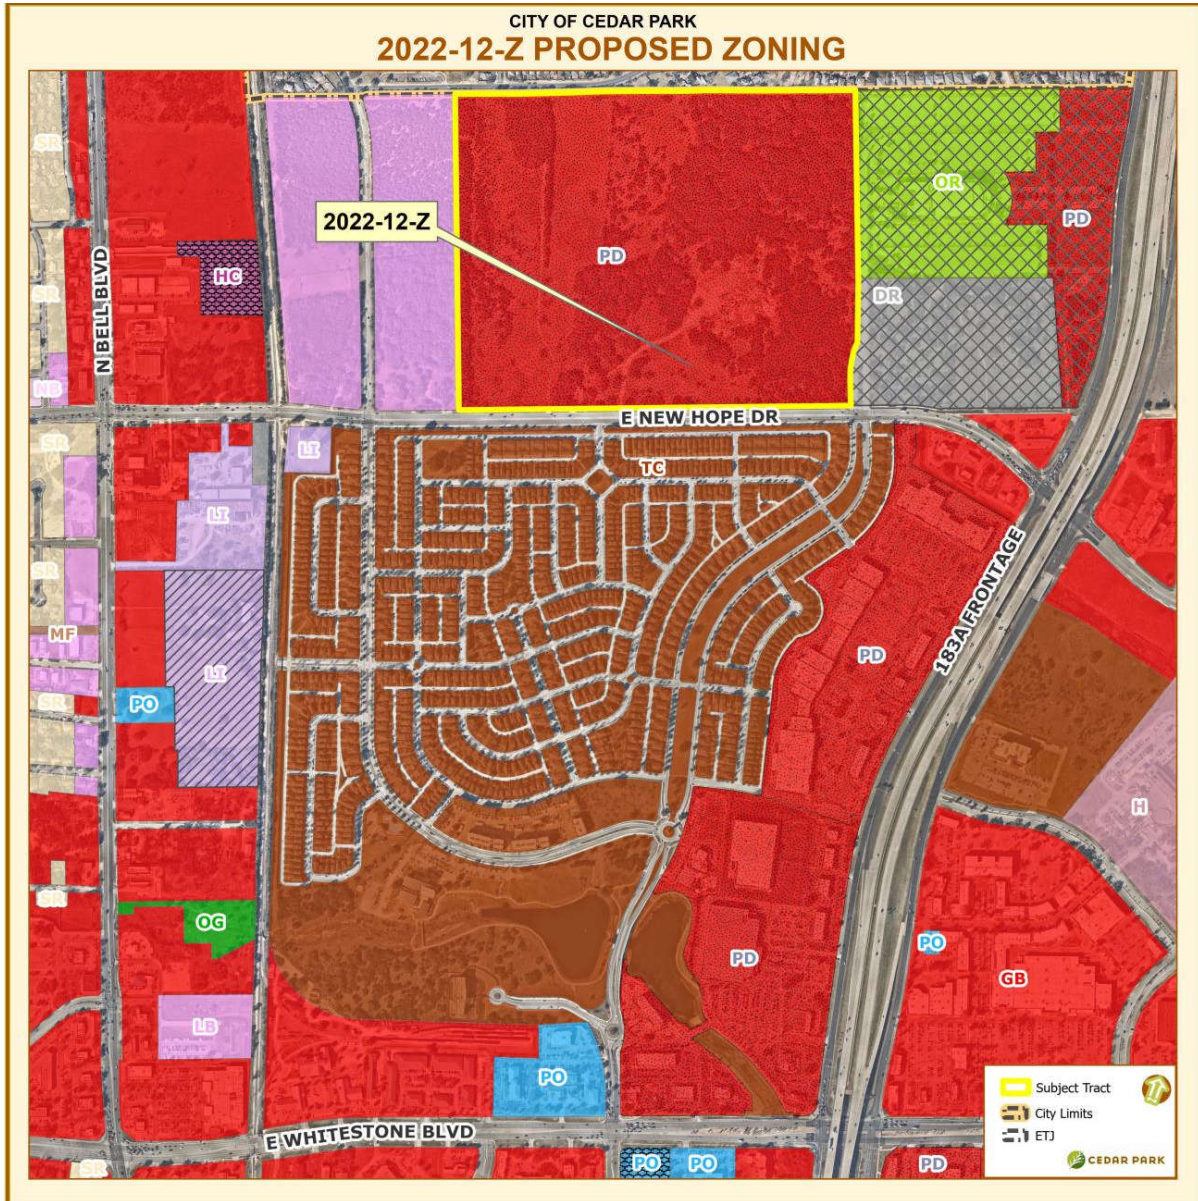 CITY OF CEDAR PARK
2022-12-Z PROPOSED ZONING
SR
OR
PD
2022-12-Z
PD
HC
N BELL BLVD
SR
DR
NB
E NEW HOPE DR
SR
LI
TC
LI
183A FRONTAGE
SR
MF
PD
LI
SR
PO
H
SR
OG
PO
PD
GB
LB
PO
Subject Tract
City Limits
ETJ
E WHITESTONE BLVD
CEDAR PARK
SR
PO
PO
PD